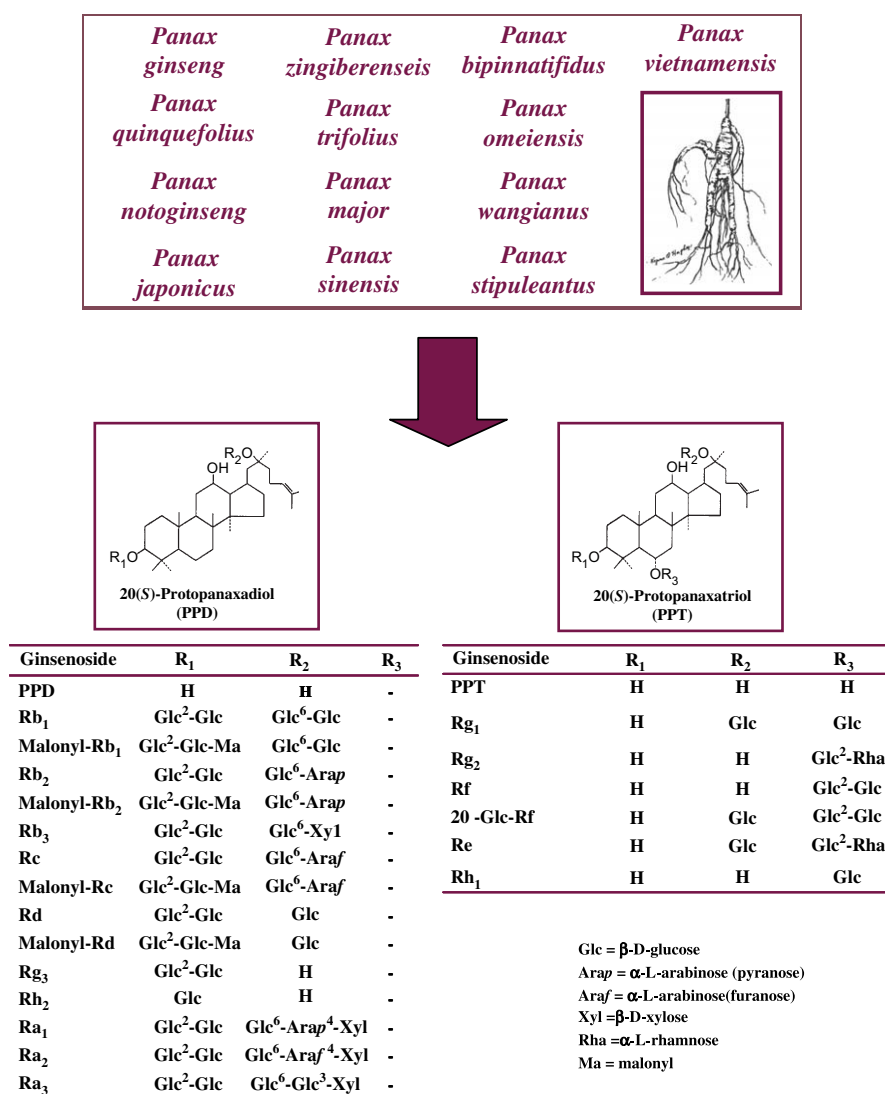 Panax ginseng
Panax zingiberenseis
Panax bipinnatifidus
Panax vietnamensis
Panax quinquefolius
Panax trifolius
Panax omeiensis
Panax notoginseng
Panax major
Panax wangianus
Panax japonicus
Panax sinensis
Panax stipuleantus
R₂O
OH
R₁O
20(S)-Protopanaxadiol
(PPD)
R₂O
OH
R₁O
OR₃
20(S)-Protopanaxatriol
(PPT)
Ginsenoside R₁ R₂ R₃
PPD H H -
Rb₁ Glc²-Glc Glc⁶-Glc -
Malonyl-Rb₁ Glc²-Glc-Ma Glc⁶-Glc -
Rb₂ Glc²-Glc Glc⁶-Arap -
Malonyl-Rb₂ Glc²-Glc-Ma Glc⁶-Arap -
Rb₃ Glc²-Glc Glc⁶-Xy1 -
Rc Glc²-Glc Glc⁶-Araf -
Malonyl-Rc Glc²-Glc-Ma Glc⁶-Araf -
Rd Glc²-Glc Glc -
Malonyl-Rd Glc²-Glc-Ma Glc -
Rg₃ Glc²-Glc H -
Rh₂ Glc H -
Ra₁ Glc²-Glc Glc⁶-Arap⁴-Xyl -
Ra₂ Glc²-Glc Glc⁶-Araf⁴-Xyl -
Ra₃ Glc²-Glc Glc⁶-Glc³-Xyl -
Ginsenoside R₁ R₂ R₃
PPT H H H
Rg₁ H Glc Glc
Rg₂ H H Glc²-Rha
Rf H H Glc²-Glc
20 -Glc-Rf H Glc Glc²-Glc
Re H Glc Glc²-Rha
Rh₁ H H Glc
Glc = β-D-glucose
Arap = α-L-arabinose (pyranose)
Araf = α-L-arabinose(furanose)
Xyl =β-D-xylose
Rha =α-L-rhamnose
Ma = malonyl